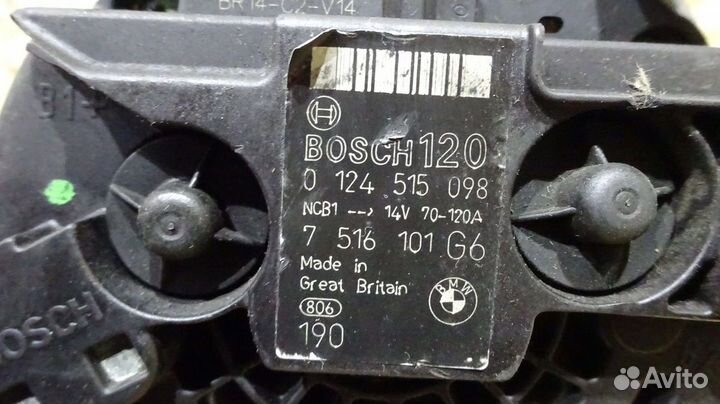 BR14-C2-V14
B1+
BOSCH 120
0 124 515 098
NCB1 --> 14V 70-120A
7 516 101 G6
Made in
Great Britain
BMW
806
190
BOSCH
Avito